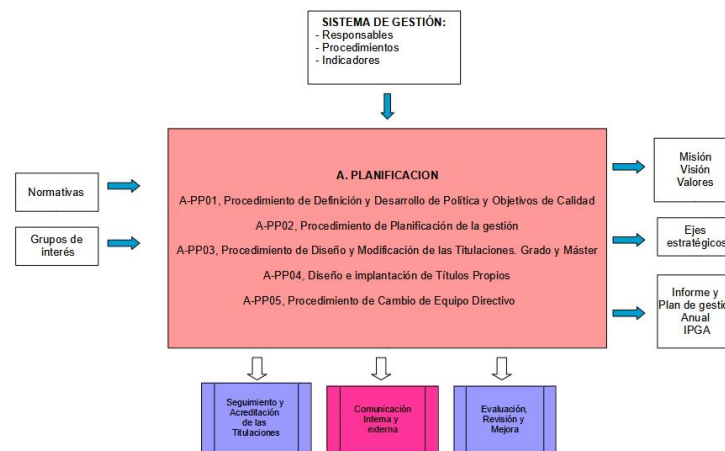 SISTEMA DE GESTIÓN:
- Responsables
- Procedimientos
- Indicadores
Normativas
Grupos de
interés
A. PLANIFICACION
A-PP01, Procedimiento de Definición y Desarrollo de Política y Objetivos de Calidad
A-PP02, Procedimiento de Planificación de la gestión
A-PP03, Procedimiento de Diseño y Modificación de las Titulaciones. Grado y Máster
A-PP04, Diseño e implantación de Títulos Propios
A-PP05, Procedimiento de Cambio de Equipo Directivo
Misión
Visión
Valores
Ejes
estratégicos
Informe y
Plan de gestió
Anual
IPGA
Seguimiento y
Acreditación
de las
Titulaciones
Comunicación
Interna y
externa
Evaluación,
Revisión y
Mejora